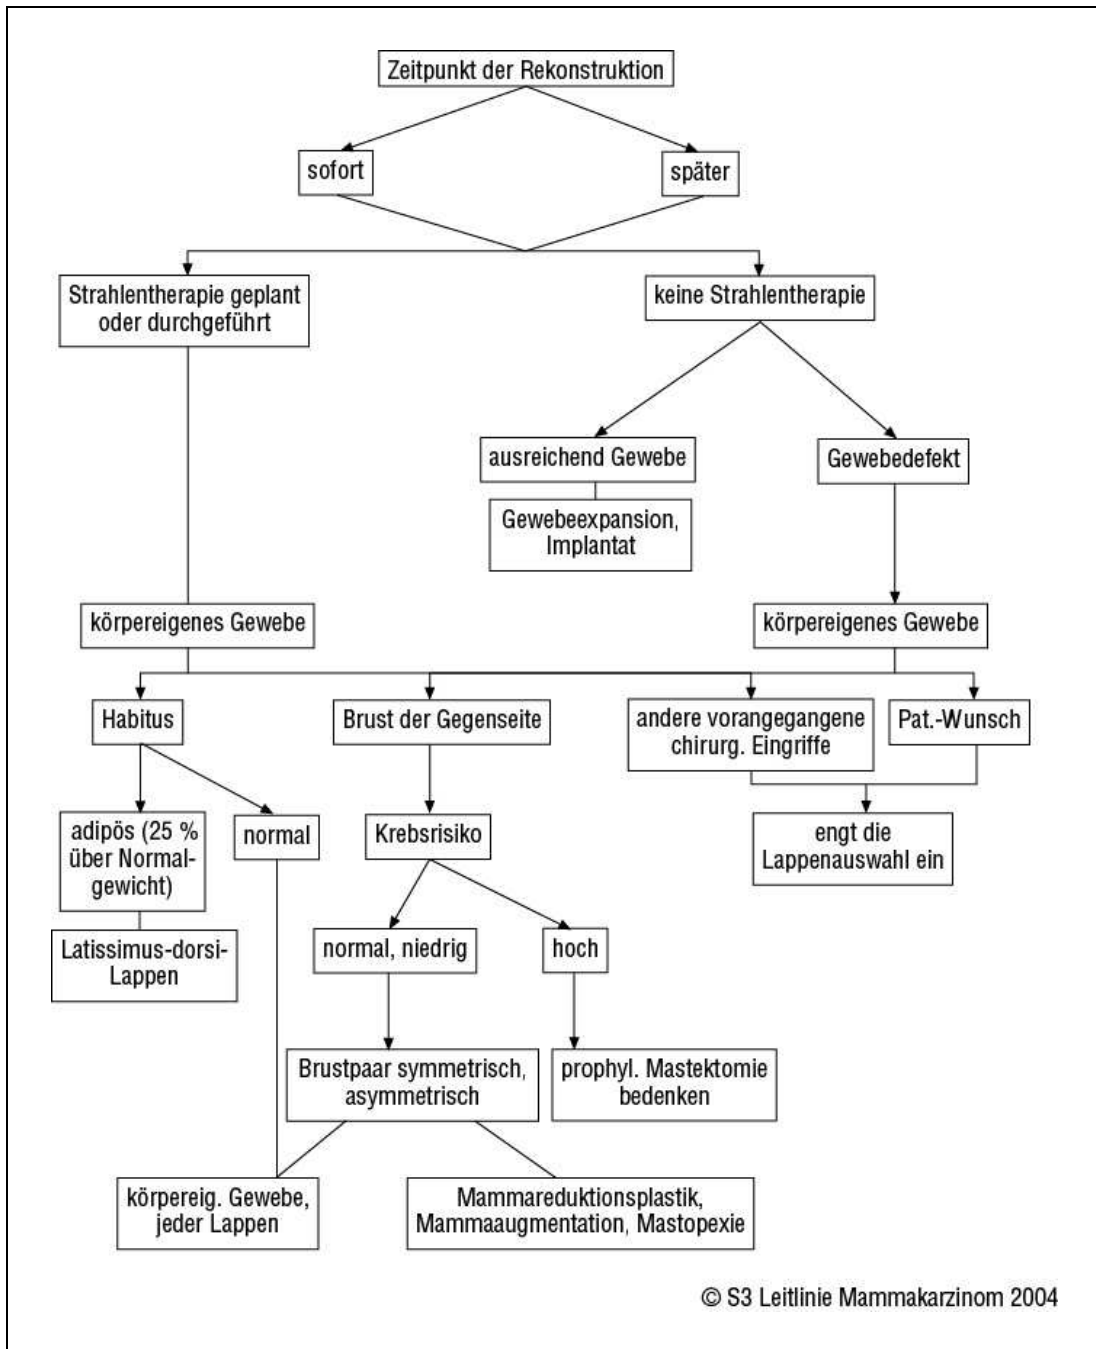 Zeitpunkt der Rekonstruktion
sofort
später
Strahlentherapie geplant
oder durchgeführt
keine Strahlentherapie
ausreichend Gewebe
Gewebedefekt
Gewebeexpansion,
Implantat
körpereigenes Gewebe
körpereigenes Gewebe
Habitus
Brust der Gegenseite
andere vorangegangene
chirurg. Eingriffe
Pat.-Wunsch
adipös (25 %
über Normal-
gewicht)
normal
Krebsrisiko
engt die
Lappenauswahl ein
Latissimus-dorsi-
Lappen
normal, niedrig
hoch
Brustpaar symmetrisch,
asymmetrisch
prophyl. Mastektomie
bedenken
körpereig. Gewebe,
jeder Lappen
Mammareduktionsplastik,
Mammaaugmentation, Mastopexie
© S3 Leitlinie Mammakarzinom 2004